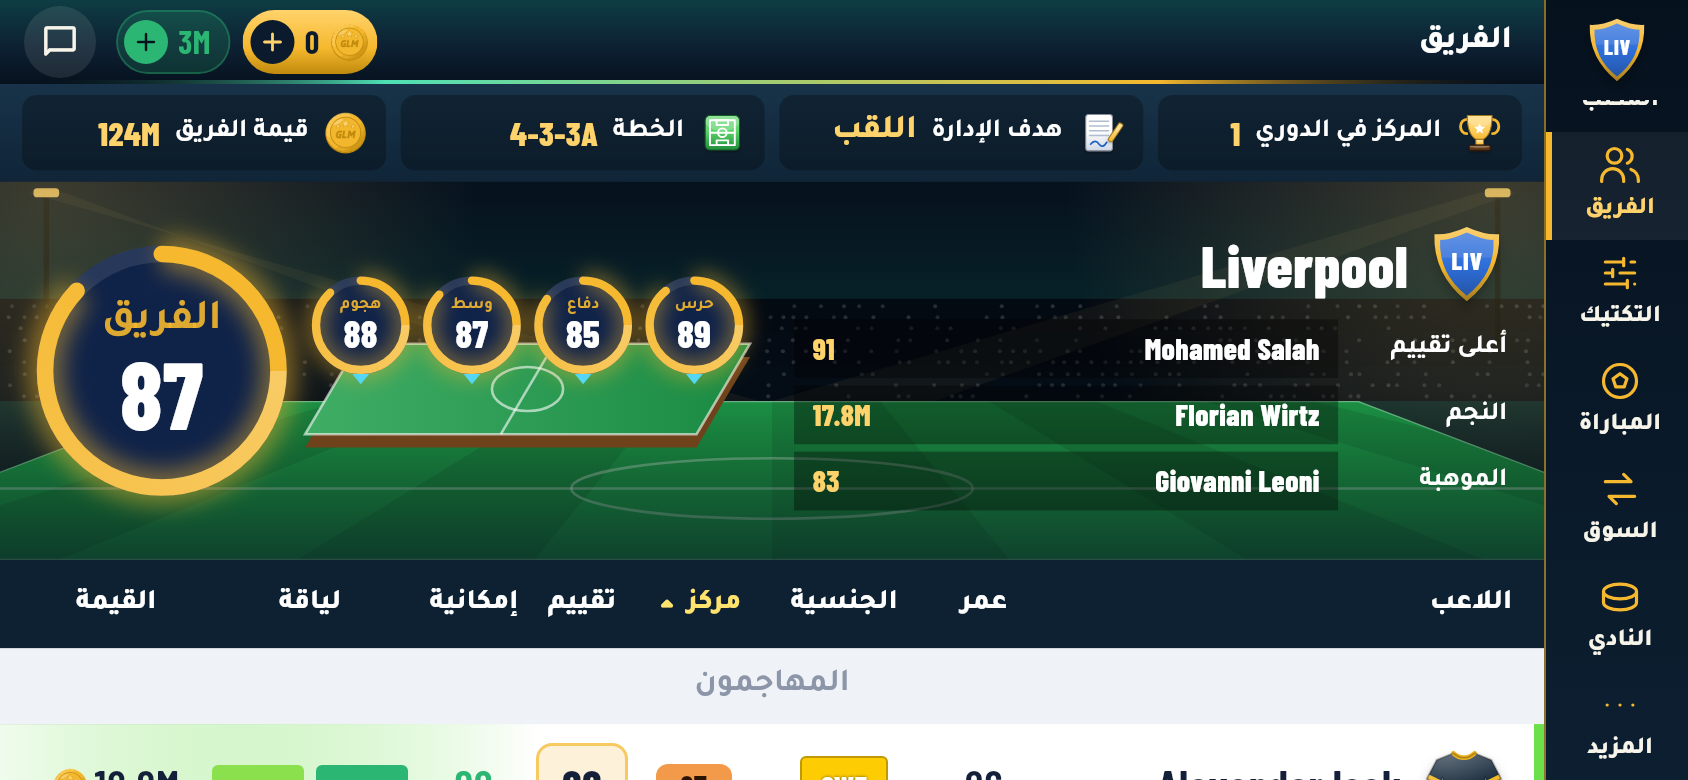 الفريق
GLM 0 +
3M +
LIV
المركز في الدوري 1
هدف الإدارة اللقب
الخطة 4-3-3A
GLM قيمة الفريق 124M
الفريق
التكتيك
المباراة
السوق
النادي
المزيد
LIV Liverpool
أعلى تقييم Mohamed Salah 91
النجم Florian Wirtz 17.8M
الموهبة Giovanni Leoni 83
حرس 89
دفاع 85
وسط 87
هجوم 88
الفريق 87
اللاعب عمر الجنسية مركز تقييم إمكانية لياقة القيمة
المهاجمون